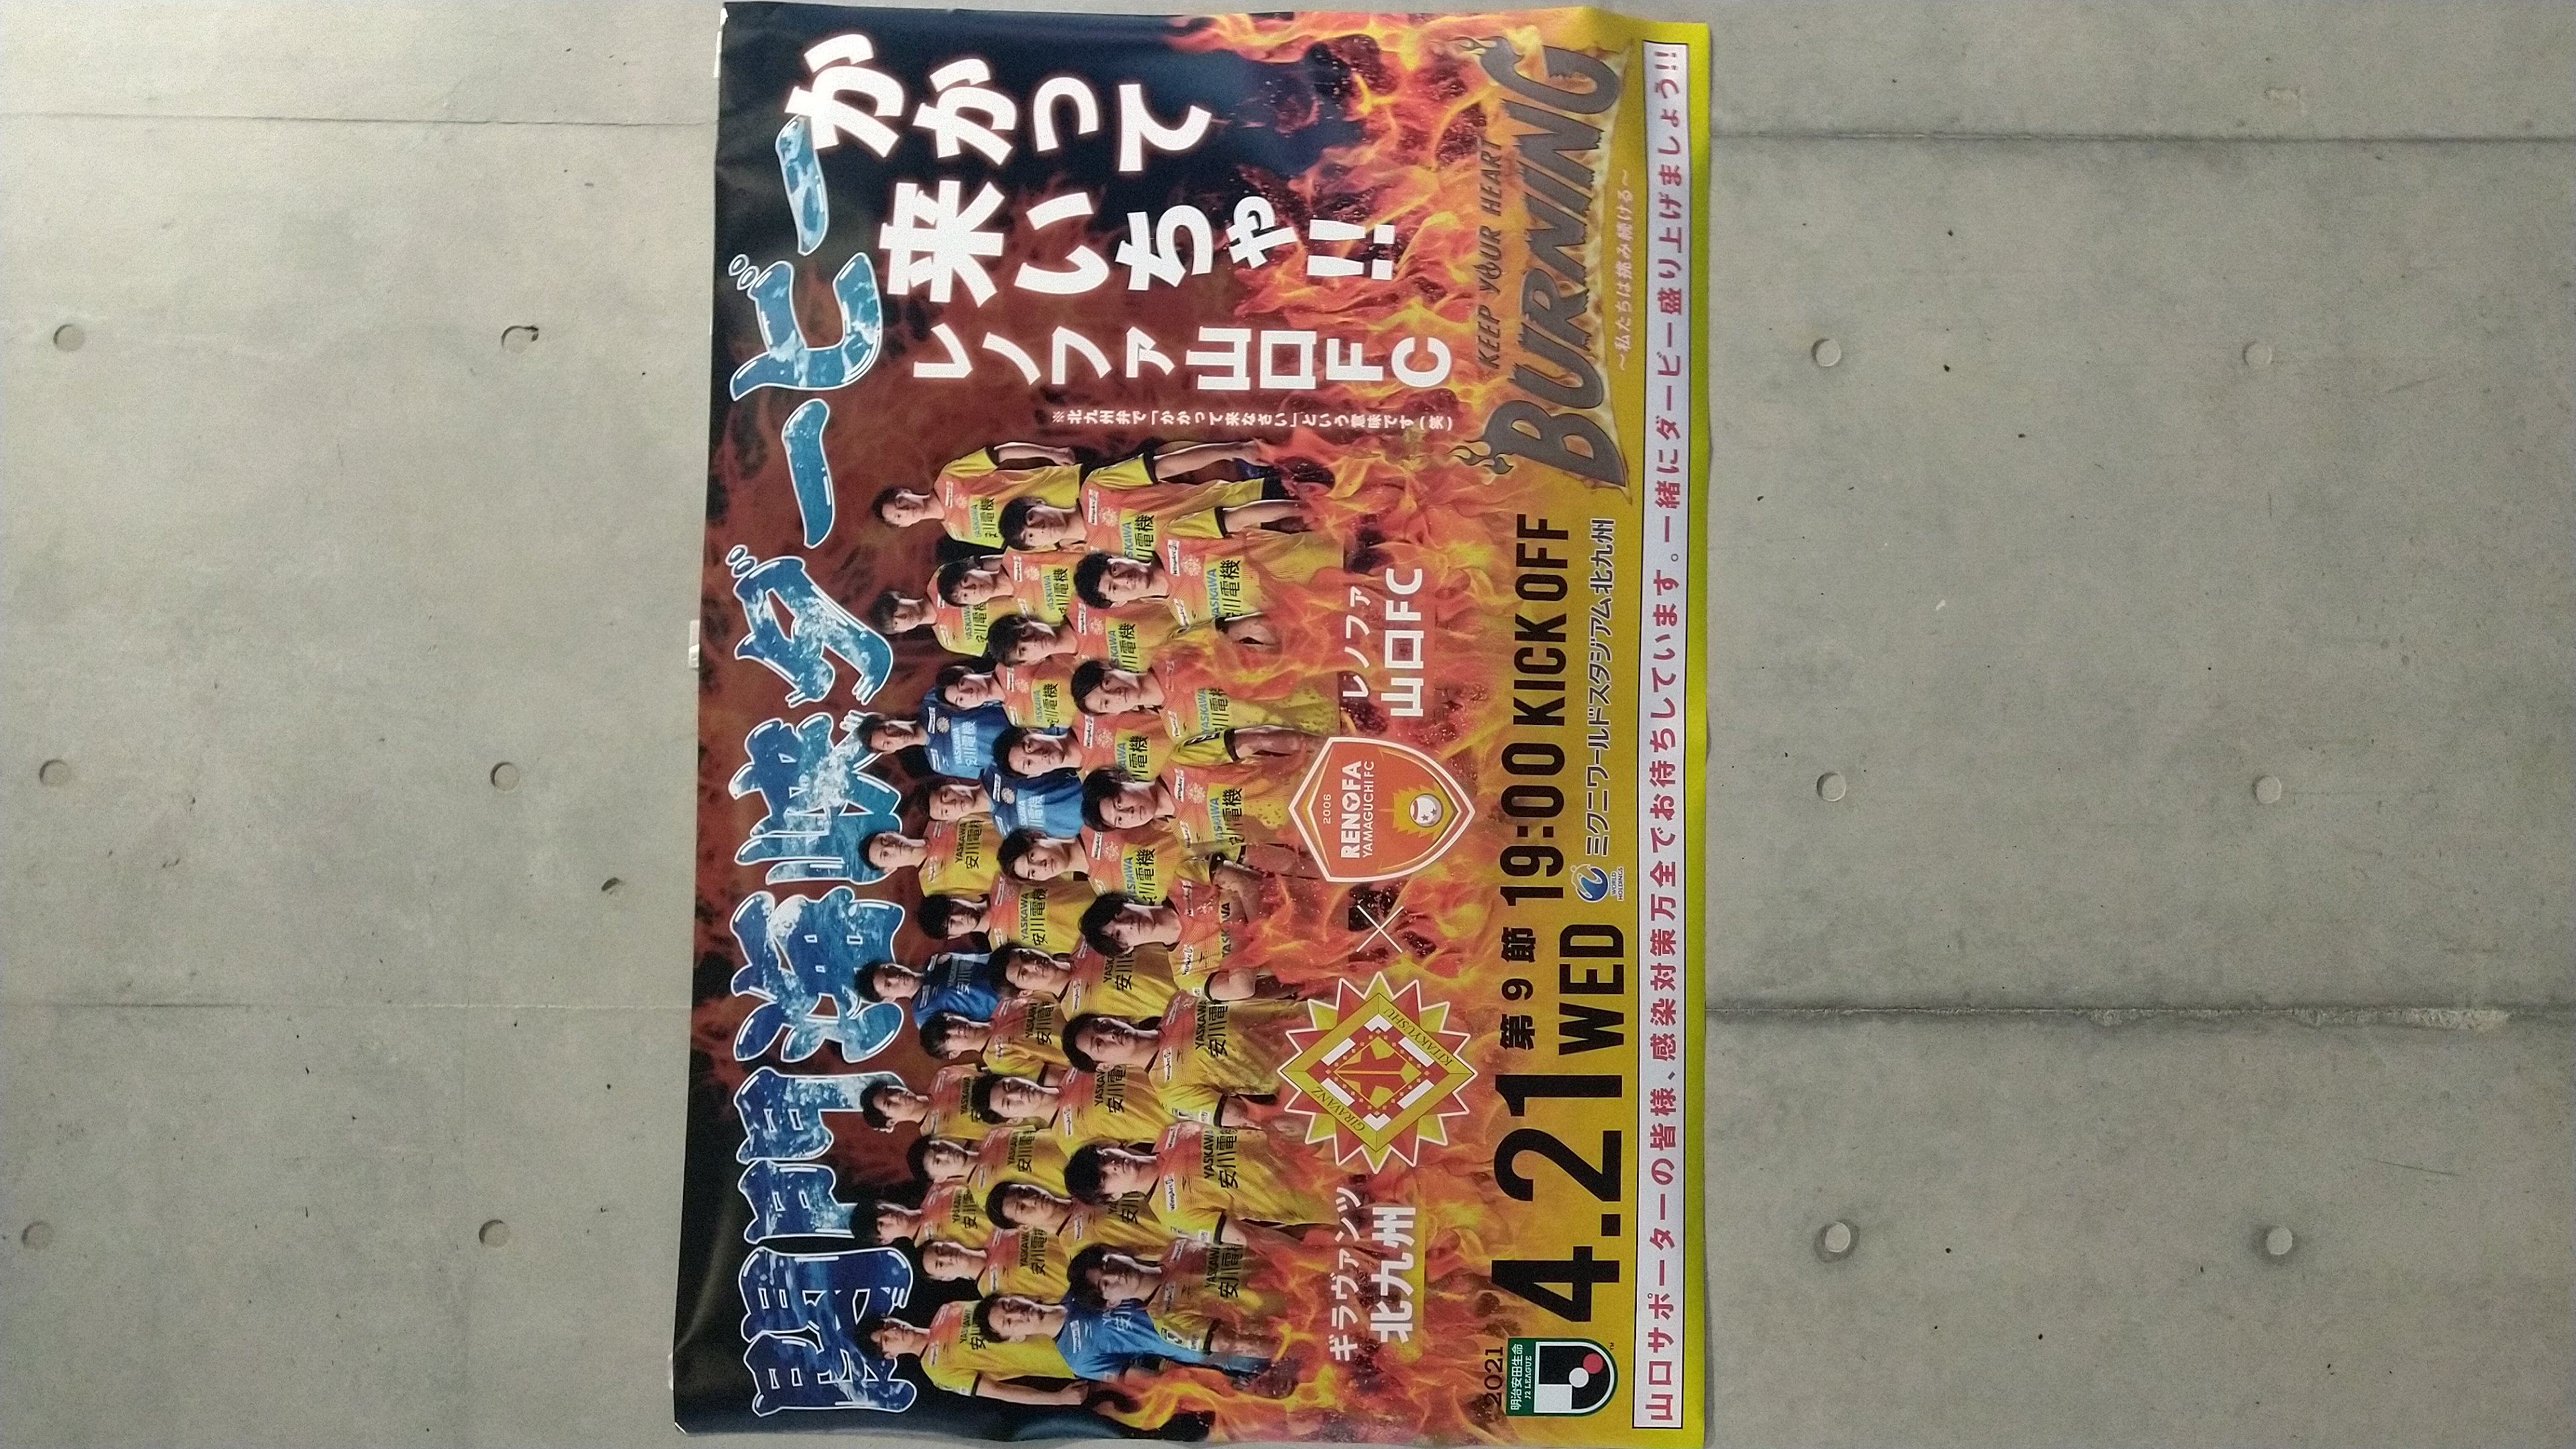 関門海峡ダービー
かかって
来いちゃ!!
レノファ山口FC
※北九州弁で「かかって来なさい」という意味です(笑)
YASKAWA
安川電機
ギラヴァンツ
北九州
GIRAVANZ
KITAKYUSHU
×
2006
RENOFA
YAMAGUCHI FC
レノファ
山口FC
KEEP YOUR HEART
BURNING
～私たちは挑み続ける～
2021
明治安田生命
J2 LEAGUE
4.21WED
第9節 19:00 KICK OFF
WORLD
HOLDINGS
ミクニワールドスタジアム北九州
山口サポーターの皆様、感染対策万全でお待ちしています。一緒にダービー盛り上げましょう!!